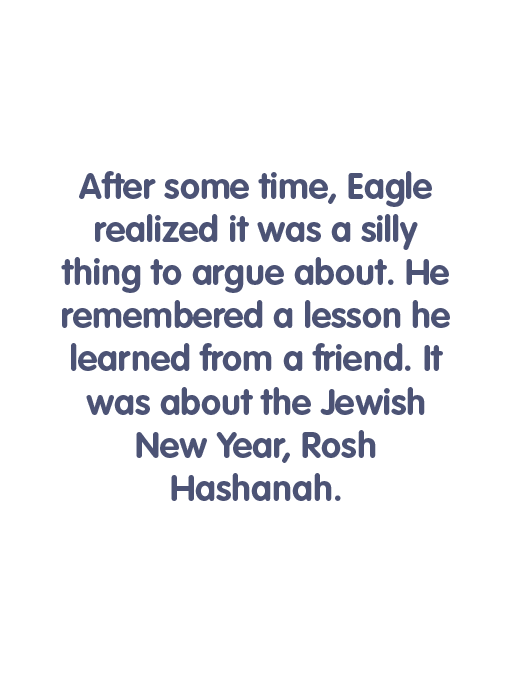 After some time, Eagle
realized it was a silly
thing to argue about. He
remembered a lesson he
learned from a friend. It
was about the Jewish
New Year, Rosh
Hashanah.